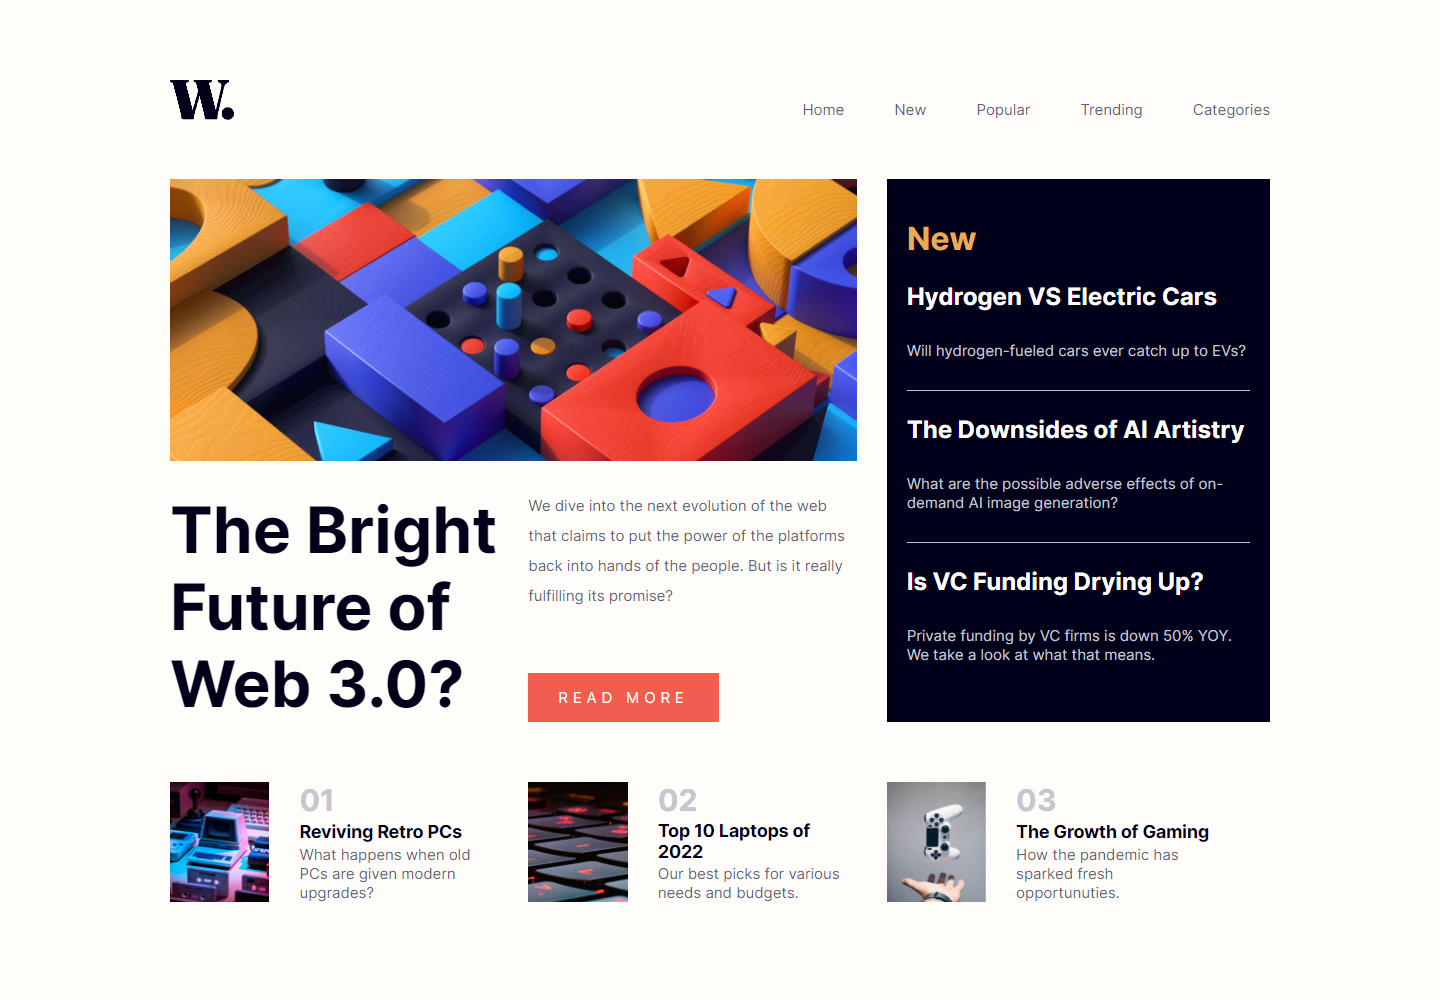 W.
Home New Popular Trending Categories
The Bright
Future of
Web 3.0?
We dive into the next evolution of the web
that claims to put the power of the platforms
back into hands of the people. But is it really
fulfilling its promise?
READ MORE
New
Hydrogen VS Electric Cars
Will hydrogen-fueled cars ever catch up to EVs?
The Downsides of AI Artistry
What are the possible adverse effects of on-
demand AI image generation?
Is VC Funding Drying Up?
Private funding by VC firms is down 50% YOY.
We take a look at what that means.
01
Reviving Retro PCs
What happens when old
PCs are given modern
upgrades?
02
Top 10 Laptops of
2022
Our best picks for various
needs and budgets.
03
The Growth of Gaming
How the pandemic has
sparked fresh
opportunuties.